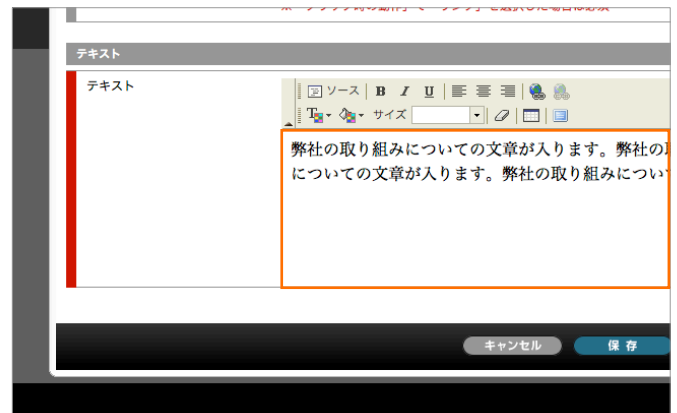 テキスト
テキスト
ソース B I U
サイズ
弊社の取り組みについての文章が入ります。弊社の
についての文章が入ります。弊社の取り組みについ
キャンセル 保存